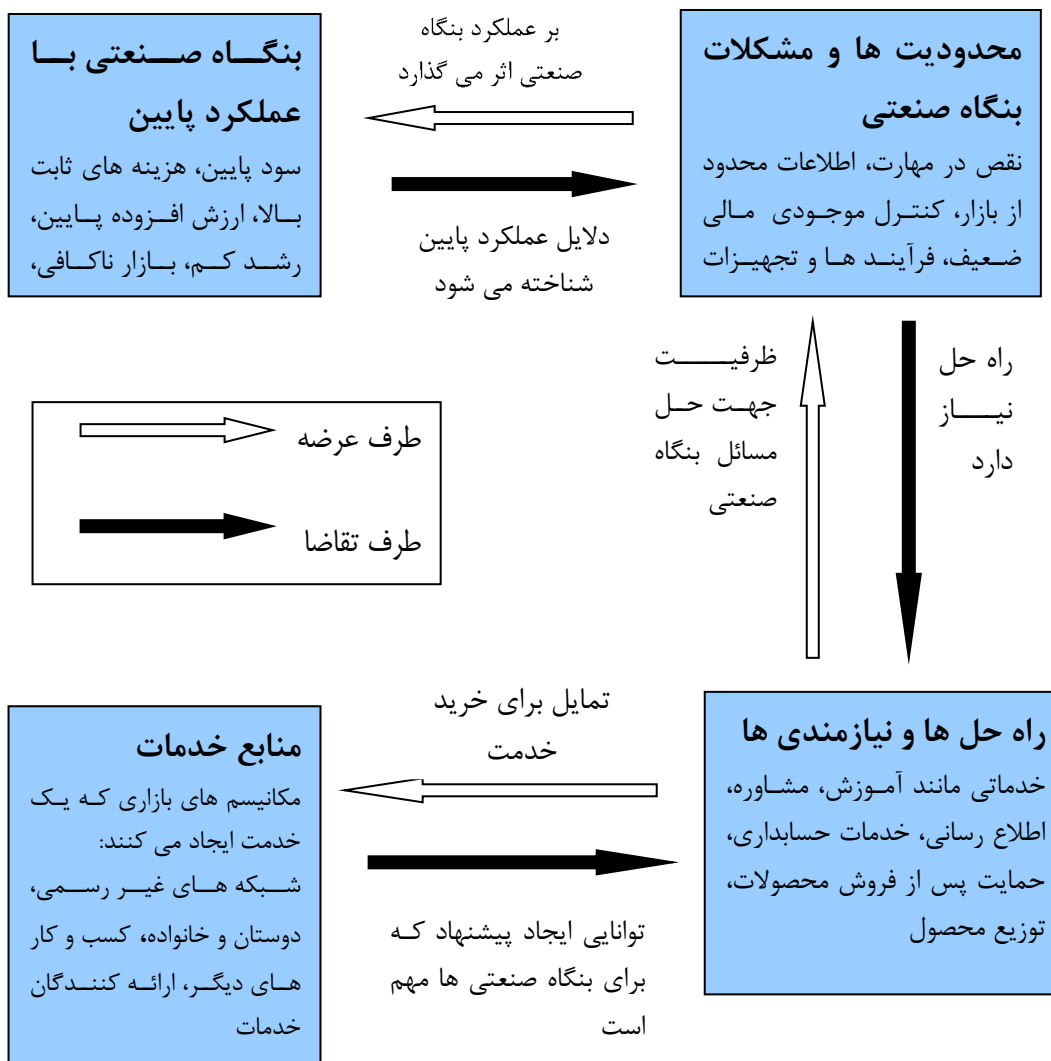 محدودیت ها و مشکلات
بنگاه صنعتی
نقص در مهارت، اطلاعات محدود
از بازار، کنترل موجودی مالی
ضعیف، فرآیند ها و تجهیزات
بر عملکرد بنگاه
صنعتی اثر می گذارد
دلایل عملکرد پایین
شناخته می شود
بنگاه صنعتی با
عملکرد پایین
سود پایین، هزینه های ثابت
بالا، ارزش افزوده پایین،
رشد کم، بازار ناکافی،
راه حل
نیاز
دارد
ظرفیت
جهت حل
مسائل بنگاه
صنعتی
طرف عرضه
طرف تقاضا
راه حل ها و نیازمندی ها
خدماتی مانند آموزش، مشاوره،
اطلاع رسانی، خدمات حسابداری،
حمایت پس از فروش محصولات،
توزیع محصول
تمایل برای خرید
خدمت
توانایی ایجاد پیشنهاد که
برای بنگاه صنعتی ها مهم
است
منابع خدمات
مکانیسم های بازاری که یک
خدمت ایجاد می کنند:
شبکه های غیر رسمی،
دوستان و خانواده، کسب و کار
های دیگر، ارائه کنندگان
خدمات